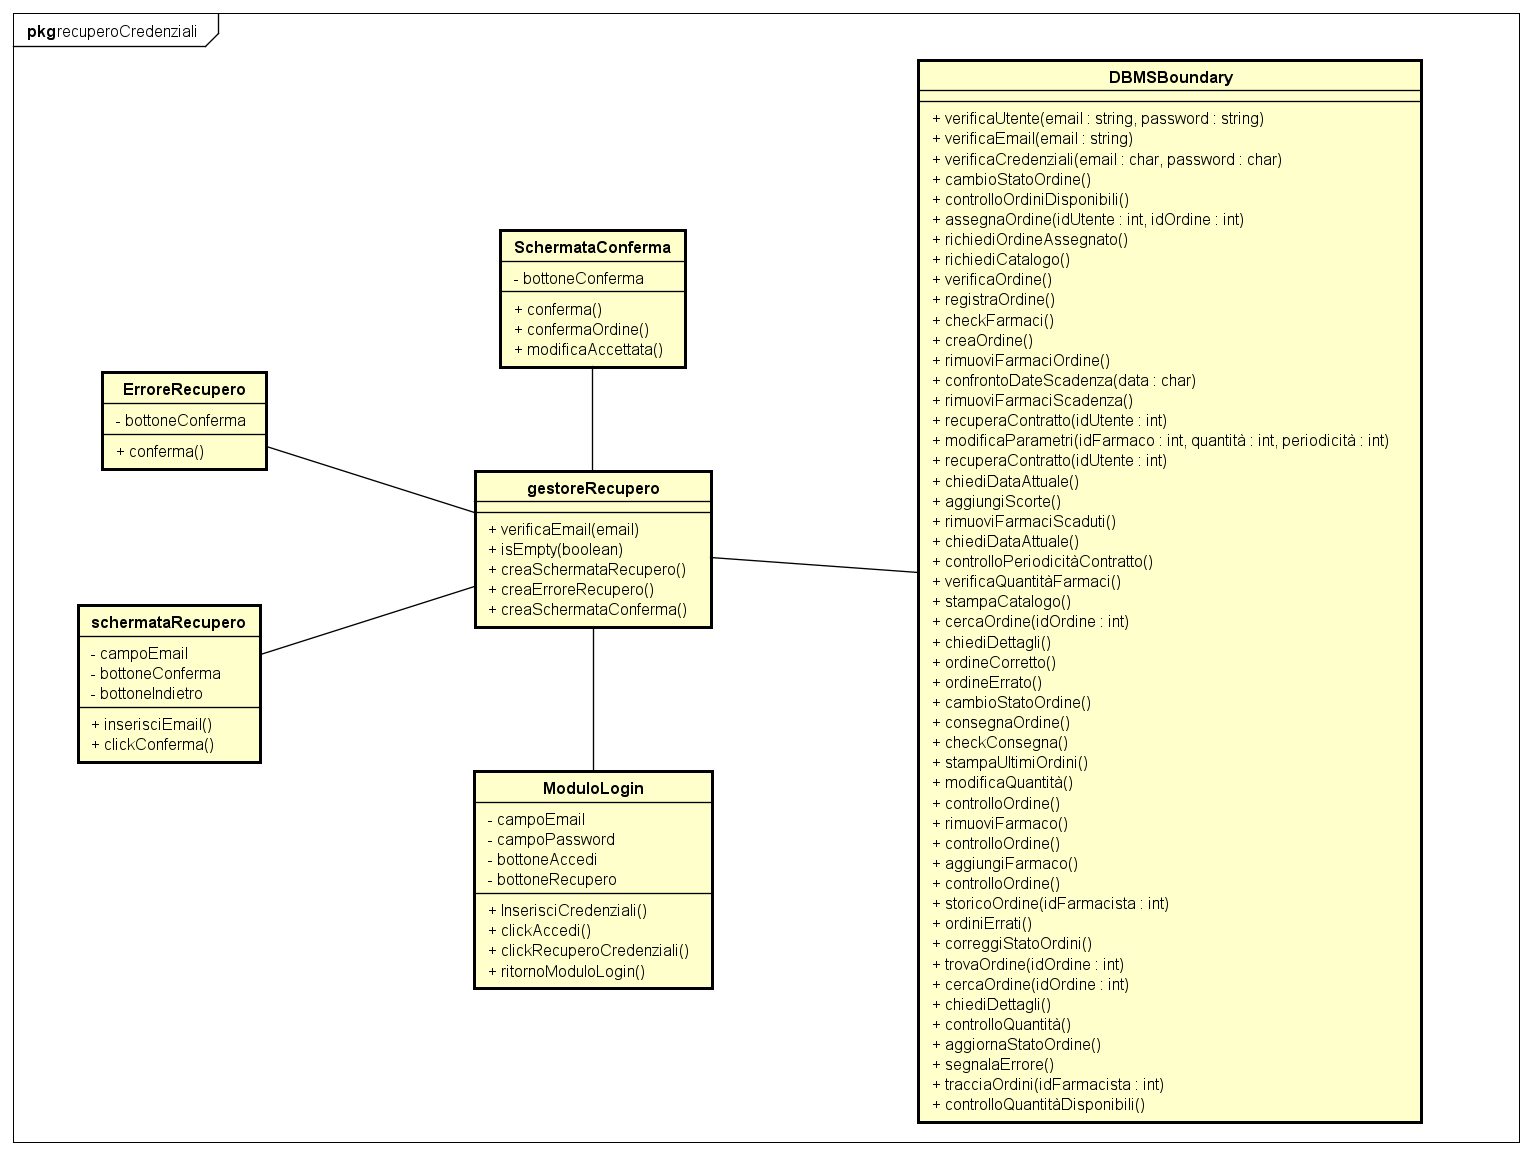 pkg recuperoCredenziali
DBMSBoundary
+ verificaUtente(email : string, password : string)
+ verificaEmail(email : string)
+ verificaCredenziali(email : char, password : char)
+ cambioStatoOrdine()
+ controlloOrdiniDisponibili()
+ assegnaOrdine(idUtente : int, idOrdine : int)
+ richiediOrdineAssegnato()
+ richiediCatalogo()
+ verificaOrdine()
+ registraOrdine()
+ checkFarmaci()
+ creaOrdine()
+ rimuoviFarmaciOrdine()
+ confrontoDateScadenza(data : char)
+ rimuoviFarmaciScadenza()
+ recuperaContratto(idUtente : int)
+ modificaParametri(idFarmaco : int, quantità : int, periodicità : int)
+ recuperaContratto(idUtente : int)
+ chiediDataAttuale()
+ aggiungiScorte()
+ rimuoviFarmaciScaduti()
+ chiediDataAttuale()
+ controlloPeriodicitàContratto()
+ verificaQuantitàFarmaci()
+ stampaCatalogo()
+ cercaOrdine(idOrdine : int)
+ chiediDettagli()
+ ordineCorretto()
+ ordineErrato()
+ cambioStatoOrdine()
+ consegnaOrdine()
+ checkConsegna()
+ stampaUltimiOrdini()
+ modificaQuantità()
+ controlloOrdine()
+ rimuoviFarmaco()
+ controlloOrdine()
+ aggiungiFarmaco()
+ controlloOrdine()
+ storicoOrdine(idFarmacista : int)
+ ordiniErrati()
+ correggiStatoOrdini()
+ trovaOrdine(idOrdine : int)
+ cercaOrdine(idOrdine : int)
+ chiediDettagli()
+ controlloQuantità()
+ aggiornaStatoOrdine()
+ segnalaErrore()
+ tracciaOrdini(idFarmacista : int)
+ controlloQuantitàDisponibili()
SchermataConferma
- bottoneConferma
+ conferma()
+ confermaOrdine()
+ modificaAccettata()
ErroreRecupero
- bottoneConferma
+ conferma()
gestoreRecupero
+ verificaEmail(email)
+ isEmpty(boolean)
+ creaSchermataRecupero()
+ creaErroreRecupero()
+ creaSchermataConferma()
schermataRecupero
- campoEmail
- bottoneConferma
- bottoneIndietro
+ inserisciEmail()
+ clickConferma()
ModuloLogin
- campoEmail
- campoPassword
- bottoneAccedi
- bottoneRecupero
+ InserisciCredenziali()
+ clickAccedi()
+ clickRecuperoCredenziali()
+ ritornoModuloLogin()